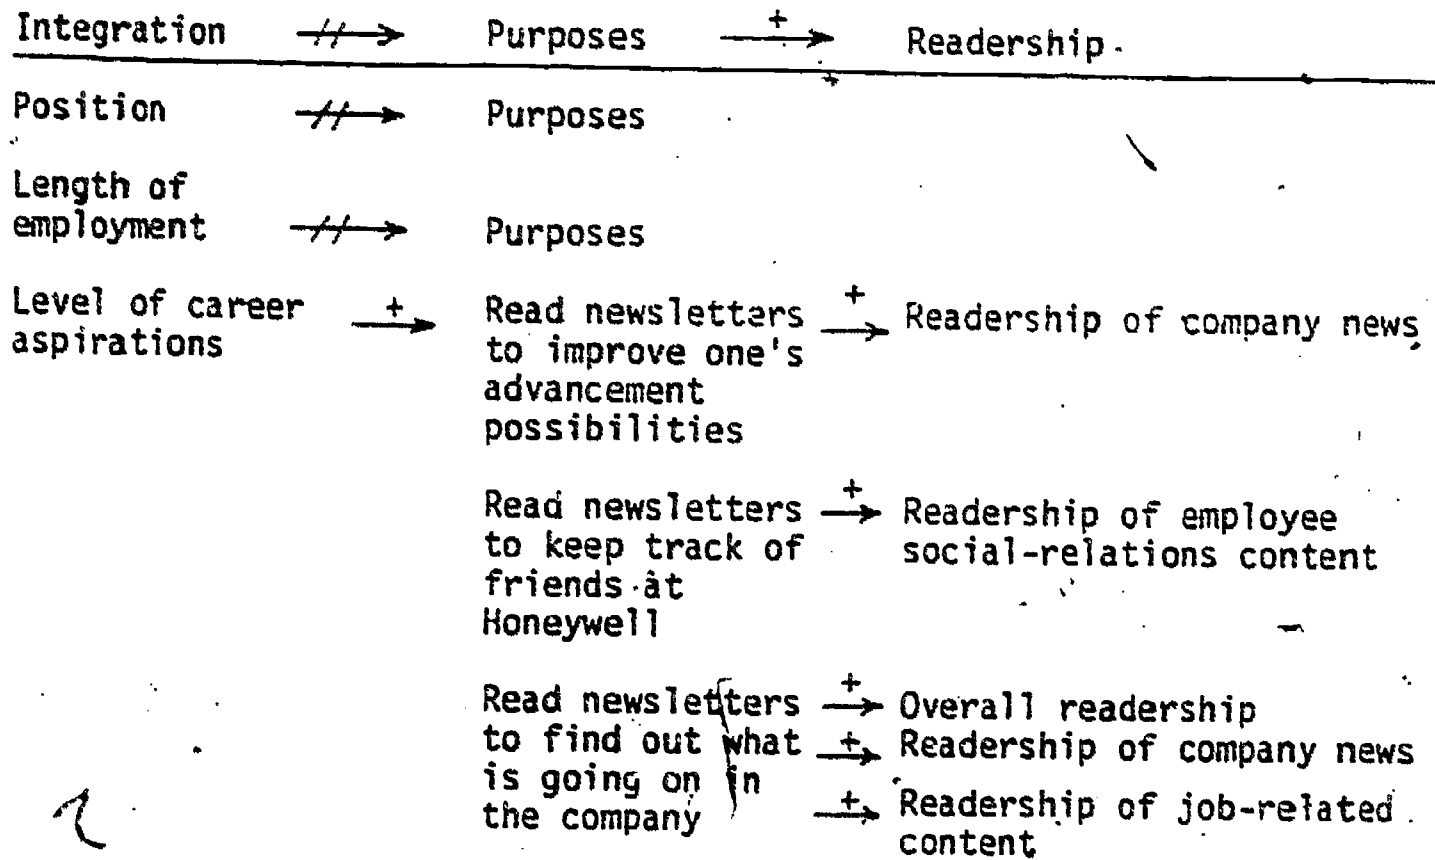 Integration -//-> Purposes +-> Readership
Position -//-> Purposes
Length of
employment -//-> Purposes
Level of career + Read newsletters + Readership of company news
aspirations to improve one's
advancement
possibilities
Read newsletters + Readership of employee
to keep track of social-relations content
friends at
Honeywell
Read newsletters + Overall readership
to find out what + Readership of company news
is going on in
the company + Readership of job-related
content